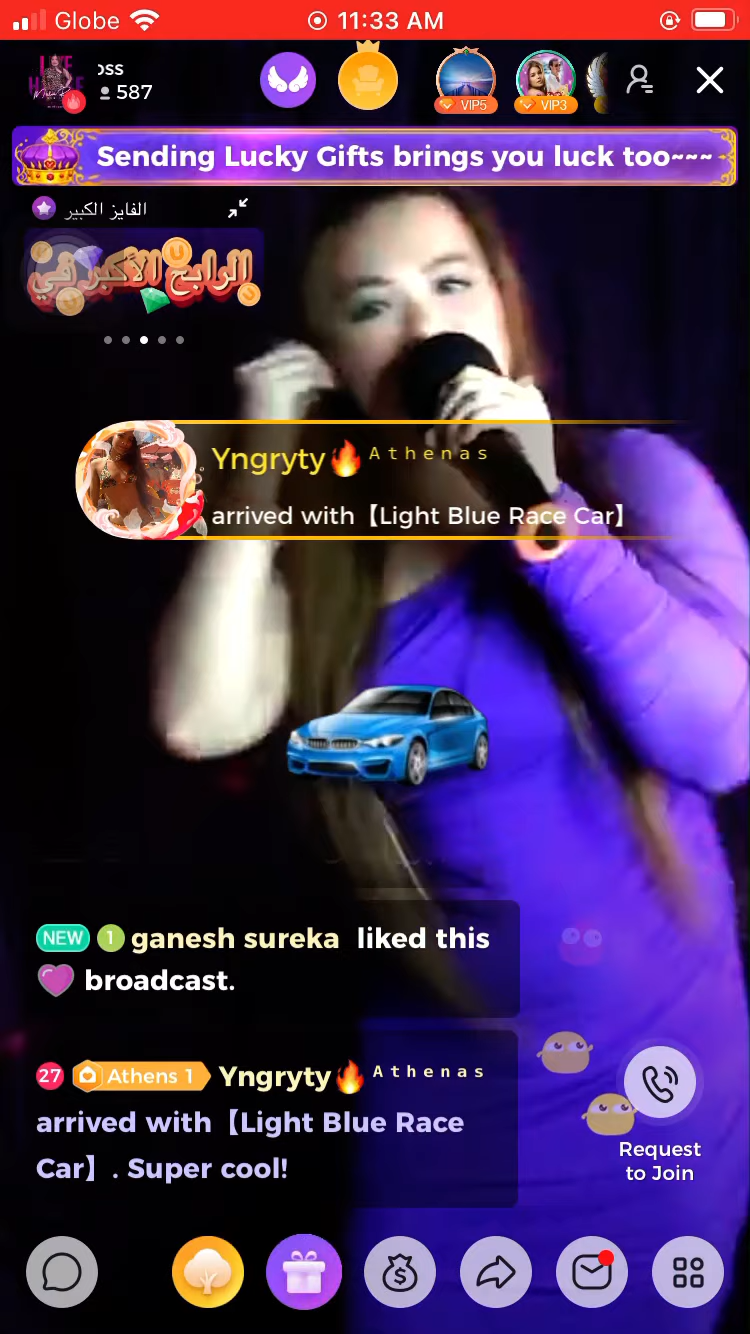 Globe
11:33 AM
LIVE
oss
587
VIP5
VIP3
Sending Lucky Gifts brings you luck too~~~
الفايز الكبير
الرابح الأكبر في
Yngryty🔥Athenas
arrived with【Light Blue Race Car】
NEW 1 ganesh sureka liked this
broadcast.
27 Athens 1 Yngryty🔥Athenas
arrived with【Light Blue Race
Car】. Super cool!
Request
to Join